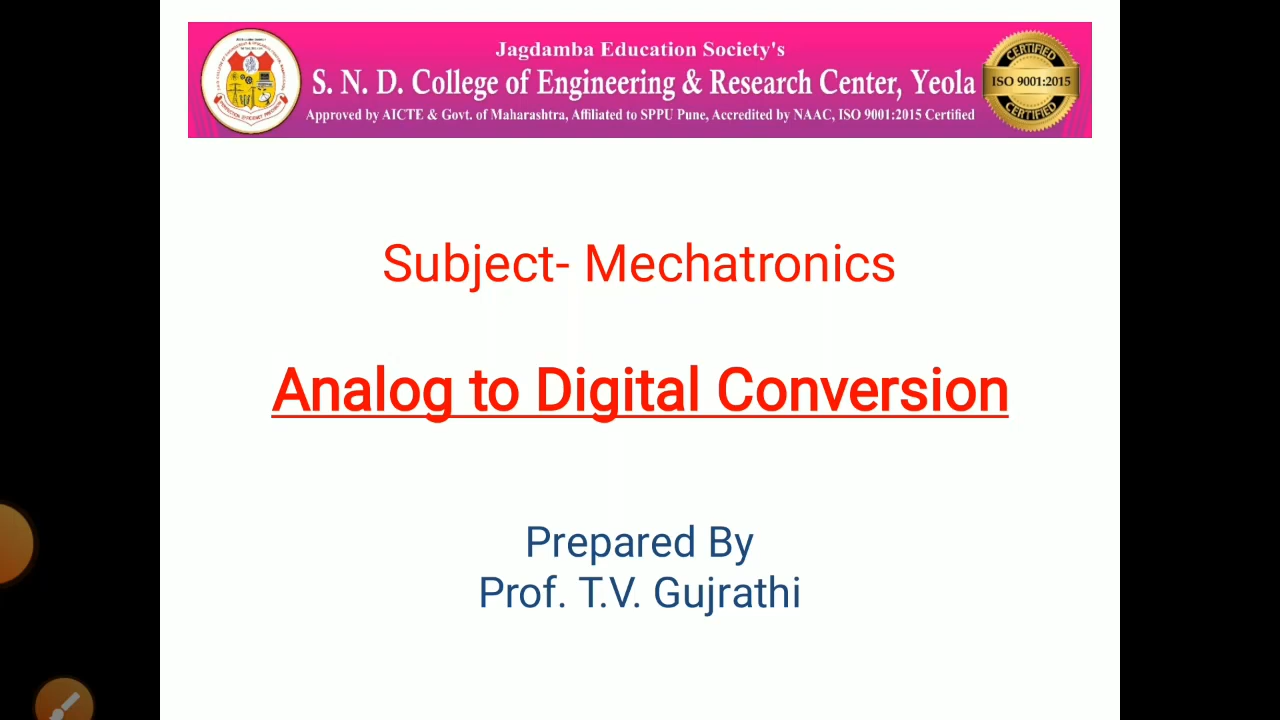 Jagdamba Education Society's
S. N. D. College of Engineering & Research Center, Yeola
Approved by AICTE & Govt. of Maharashtra, Affiliated to SPPU Pune, Accredited by NAAC, ISO 9001:2015 Certified
CERTIFIED
ISO 9001:2015
CERTIFIED
Subject- Mechatronics
Analog to Digital Conversion
Prepared By
Prof. T.V. Gujrathi